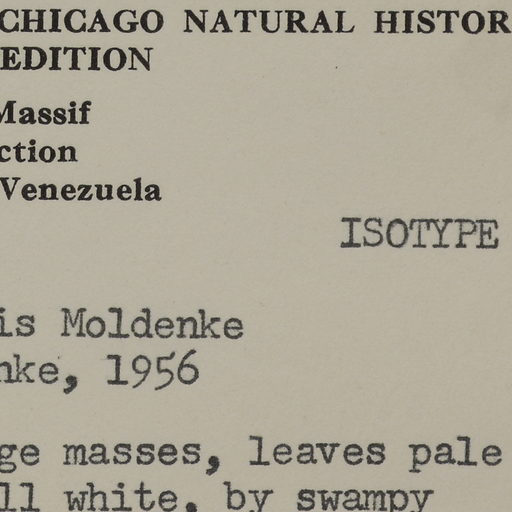 CHICAGO NATURAL HISTOR
EDITION
Massif
ction
Venezuela
ISOTYPE
is Moldenke
nke, 1956
ge masses, leaves pale
ll white, by swampy